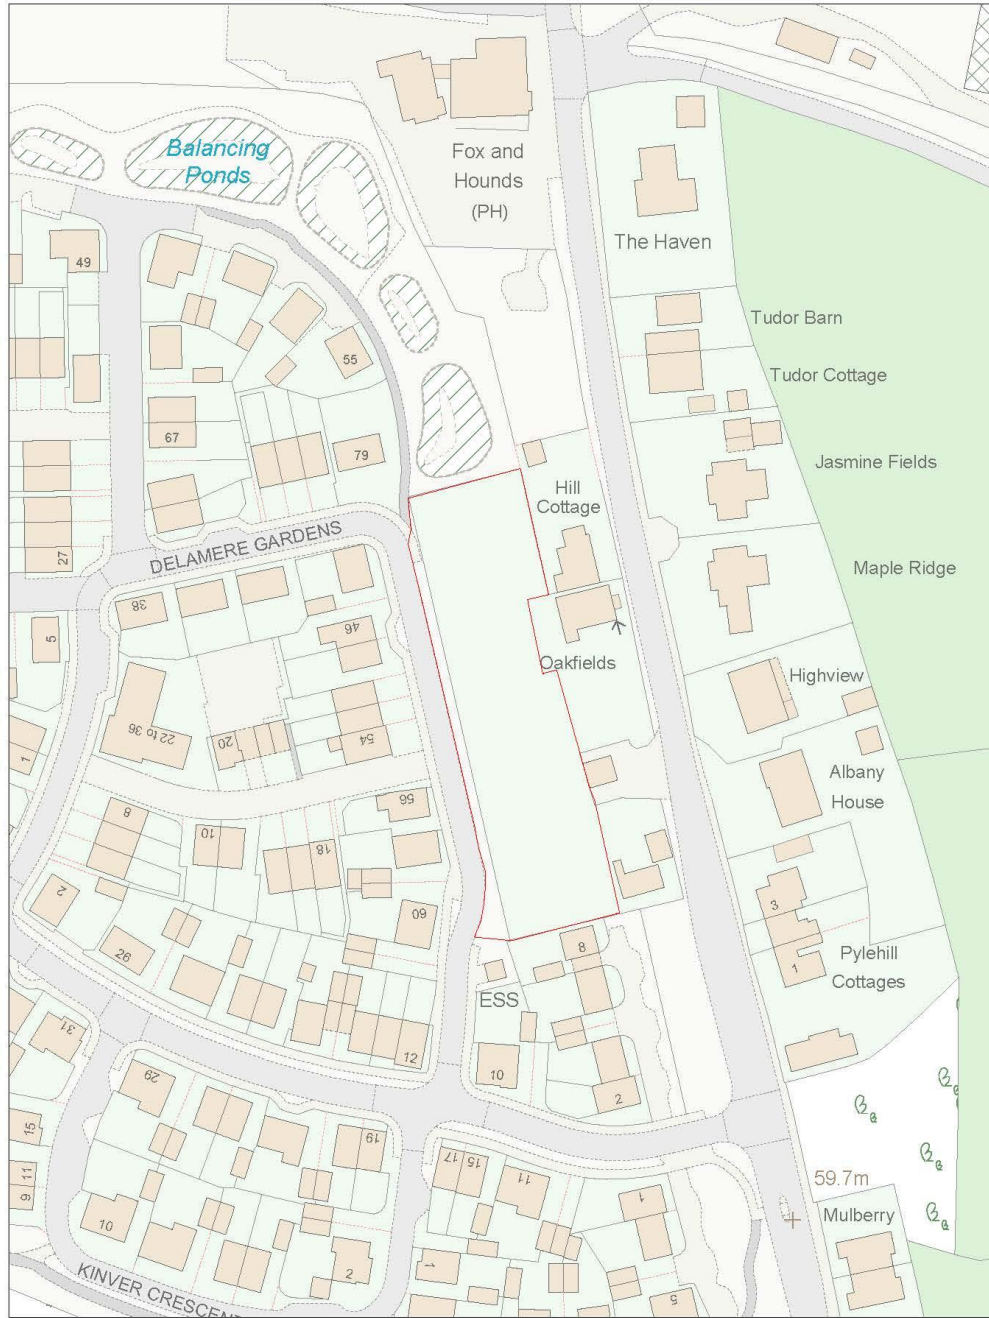 Balancing
Ponds
Fox and
Hounds
(PH)
The Haven
49
Tudor Barn
55
Tudor Cottage
67
79
Jasmine Fields
Hill
Cottage
DELAMERE GARDENS
27
Maple Ridge
38
5
46
Oakfields
Highview
22 to 36
20
54
1
Albany
House
56
8
10
18
2
60
3
26
8
Pylehill
Cottages
1
ESS
31
12
10
29
2
19
15
17
15
11
11
9
59.7m
1
10
Mulberry
2
1
KINVER CRESCENT
5